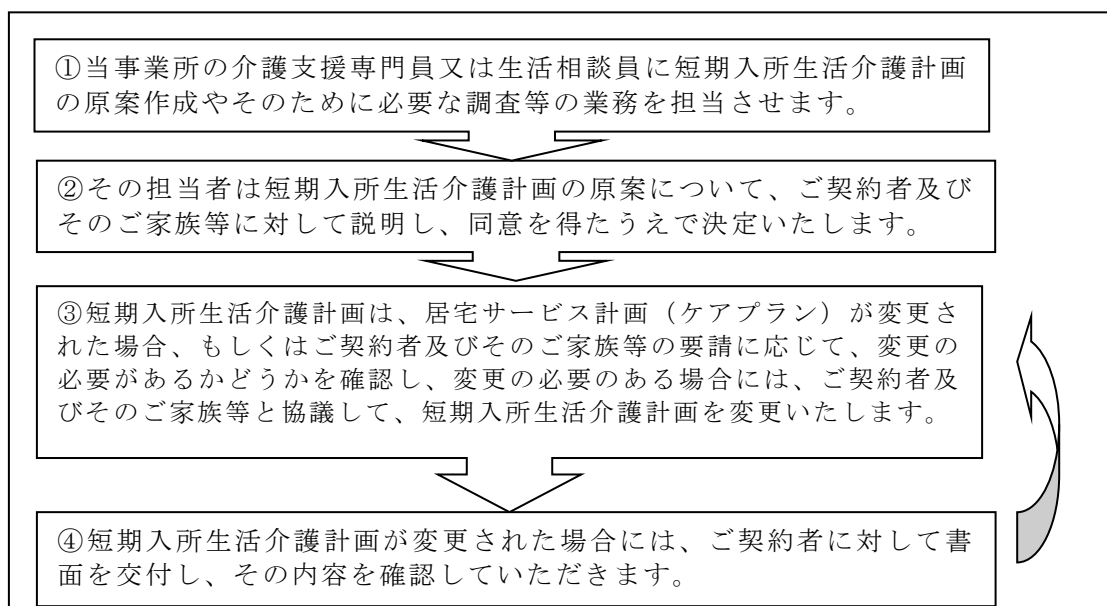 ①当事業所の介護支援専門員又は生活相談員に短期入所生活介護計画
の原案作成やそのために必要な調査等の業務を担当させます。
②その担当者は短期入所生活介護計画の原案について、ご契約者及び
そのご家族等に対して説明し、同意を得たうえで決定いたします。
③短期入所生活介護計画は、居宅サービス計画（ケアプラン）が変更さ
れた場合、もしくはご契約者及びそのご家族等の要請に応じて、変更の
必要があるかどうかを確認し、変更の必要のある場合には、ご契約者及
びそのご家族等と協議して、短期入所生活介護計画を変更いたします。
④短期入所生活介護計画が変更された場合には、ご契約者に対して書
面を交付し、その内容を確認していただきます。